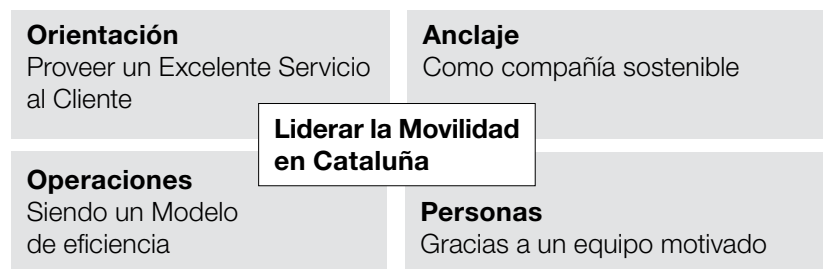 Orientación
Proveer un Excelente Servicio
al Cliente
Anclaje
Como compañía sostenible
Liderar la Movilidad
en Cataluña
Operaciones
Siendo un Modelo
de eficiencia
Personas
Gracias a un equipo motivado